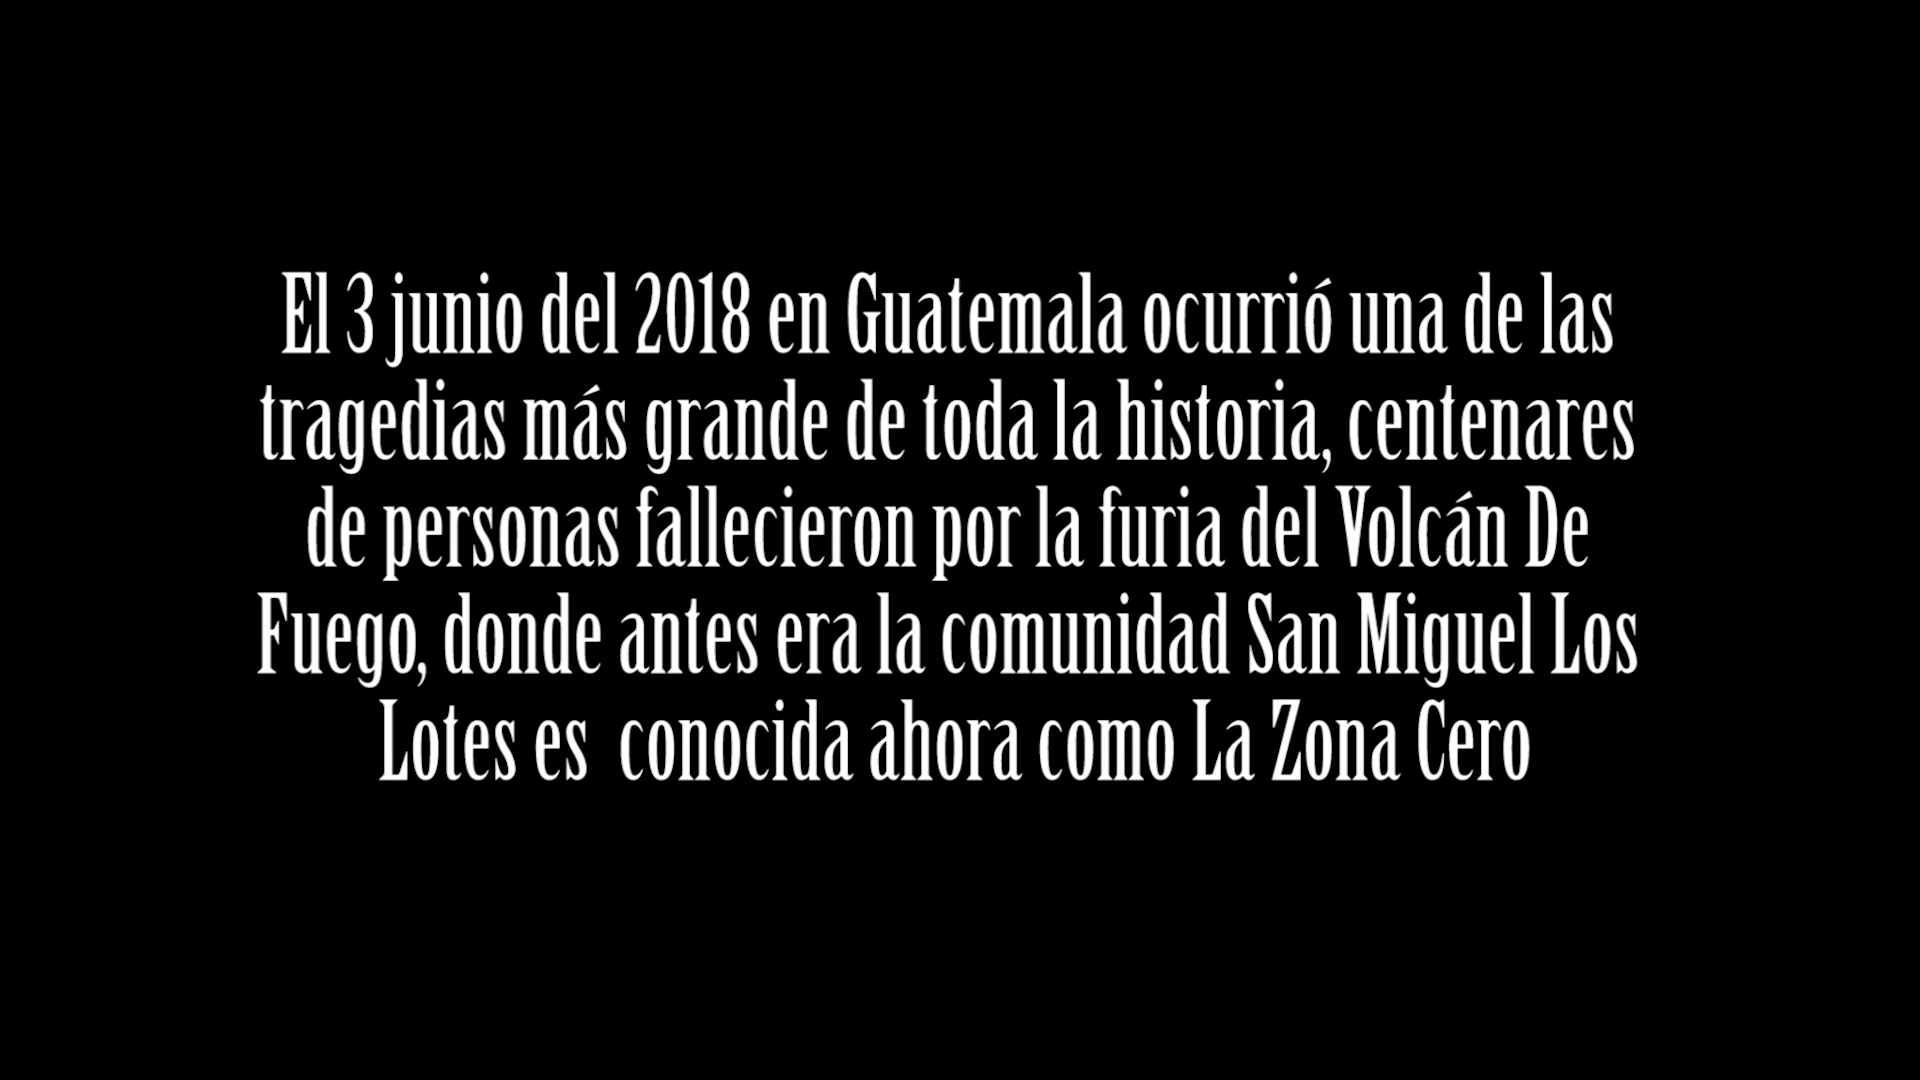 El 3 junio del 2018 en Guatemala ocurrió una de las
tragedias más grande de toda la historia, centenares
de personas fallecieron por la furia del Volcán De
Fuego, donde antes era la comunidad San Miguel Los
Lotes es  conocida ahora como La Zona Cero